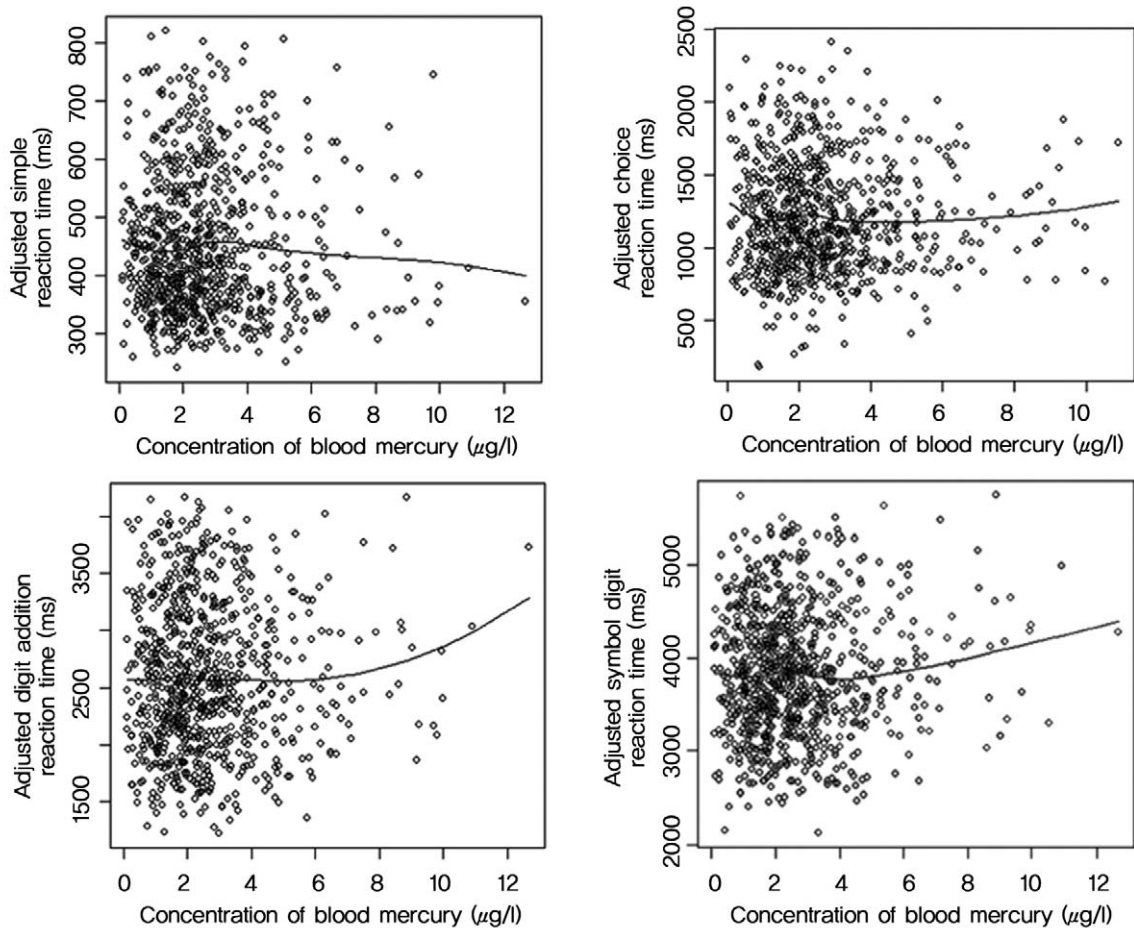 Adjusted simple
reaction time (ms)
800
700
600
500
400
300
0 2 4 6 8 10 12
Concentration of blood mercury (μg/l)
Adjusted choice
reaction time (ms)
2500
2000
1500
1000
500
0 2 4 6 8 10
Concentration of blood mercury (μg/l)
Adjusted digit addition
reaction time (ms)
3500
2500
1500
0 2 4 6 8 10 12
Concentration of blood mercury (μg/l)
Adjusted symbol digit
reaction time (ms)
5000
4000
3000
2000
0 2 4 6 8 10 12
Concentration of blood mercury (μg/l)